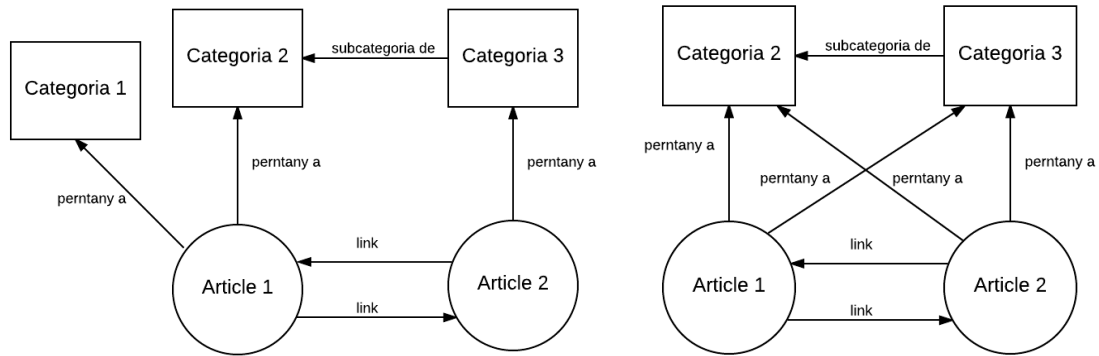 Categoria 1
Categoria 2
subcategoria de
Categoria 3
perntany a
perntany a
perntany a
link
link
Article 1
Article 2
Categoria 2
subcategoria de
Categoria 3
perntany a
perntany a
perntany a
perntany a
link
link
Article 1
Article 2